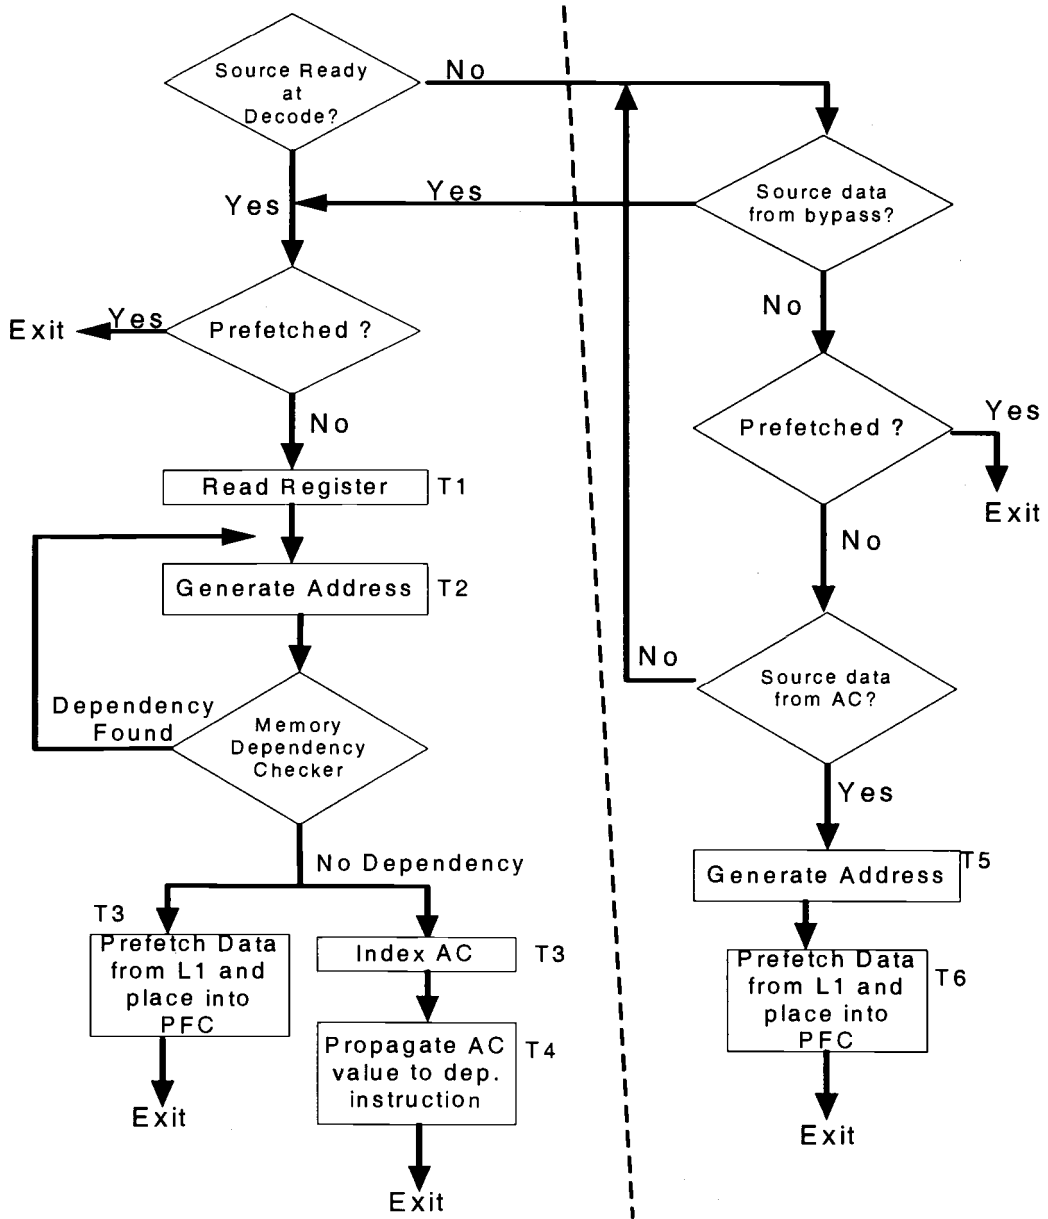 Source Ready
at
Decode?
No
Yes
Yes
Source data
from bypass?
No
Exit
Yes
Prefetched ?
No
Prefetched ?
Yes
Exit
No
Read Register
T1
Generate Address
T2
Dependency
Found
Memory
Dependency
Checker
No
Source data
from AC?
Yes
No Dependency
Generate Address
T5
T3
Prefetch Data
from L1 and
place into
PFC
Exit
Index AC
T3
Propagate AC
value to dep.
instruction
T4
Exit
Prefetch Data
from L1 and
place into
PFC
T6
Exit